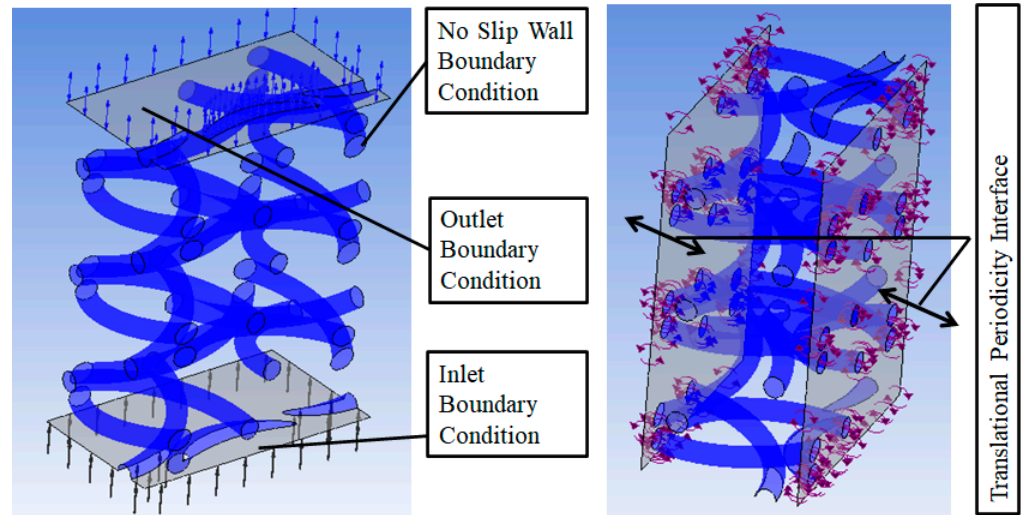 No Slip Wall
Boundary
Condition
Outlet
Boundary
Condition
Inlet
Boundary
Condition
Translational Periodicity Interface